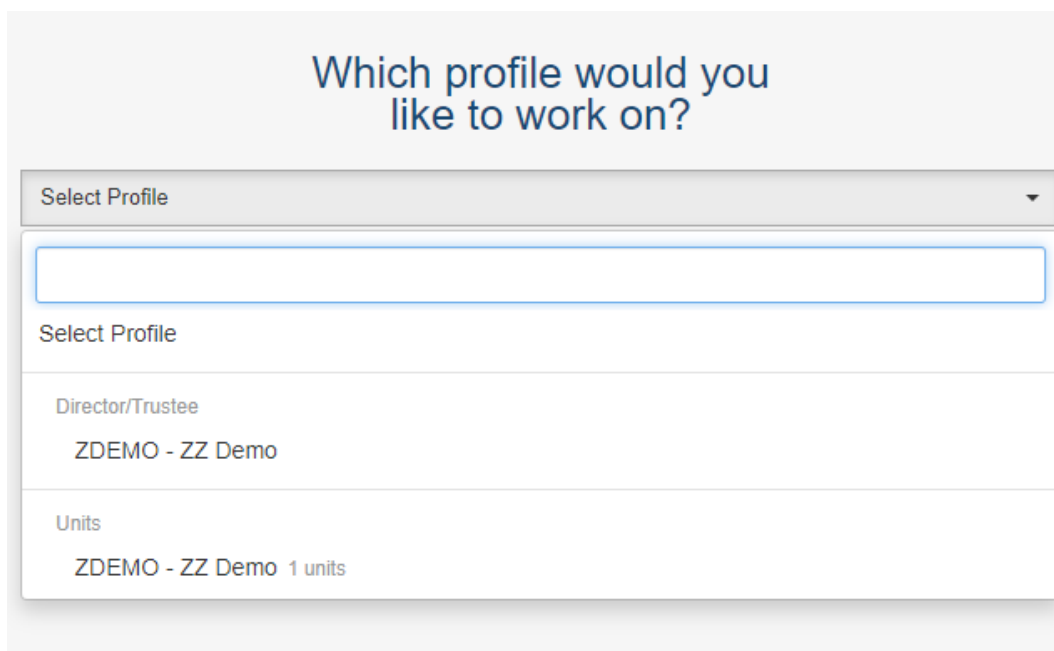 Which profile would you
like to work on?
Select Profile
Select Profile
Director/Trustee
ZDEMO - ZZ Demo
Units
ZDEMO - ZZ Demo 1 units